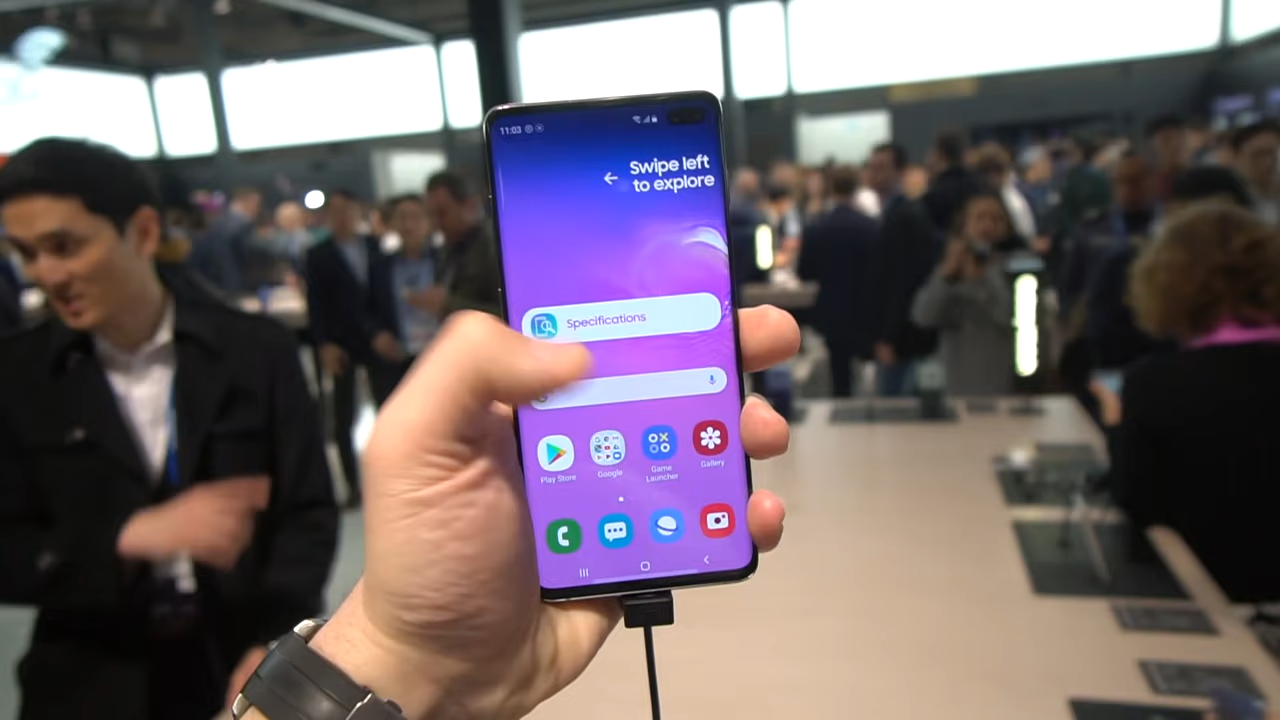 11:03
Swipe left
to explore
Specifications
Play Store
Google
Game
Launcher
Gallery